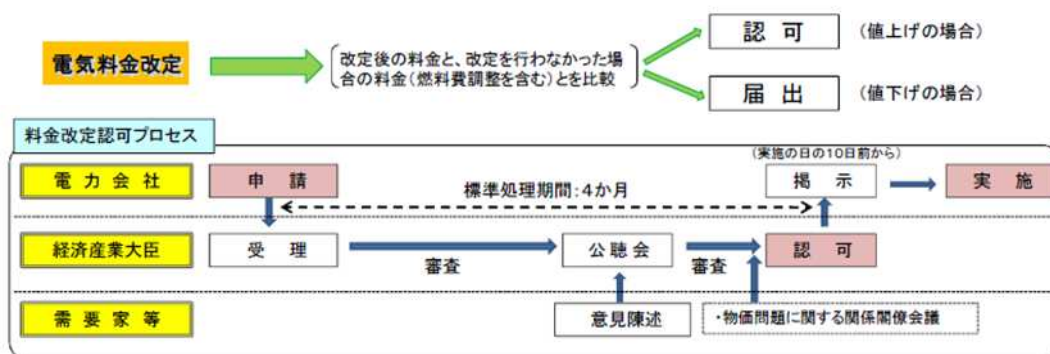 認 可 (値上げの場合)
電気料金改定
改定後の料金と、改定を行わなかった場
合の料金(燃料費調整を含む)とを比較
届 出 (値下げの場合)
料金改定認可プロセス
(実施の日の10日前から)
電 力 会 社 申 請 標準処理期間:4か月 掲 示 実 施
経済産業大臣 受 理 審査 公 聴 会 審査 認 可
需 要 家 等 意見陳述 ・物価問題に関する関係閣僚会議